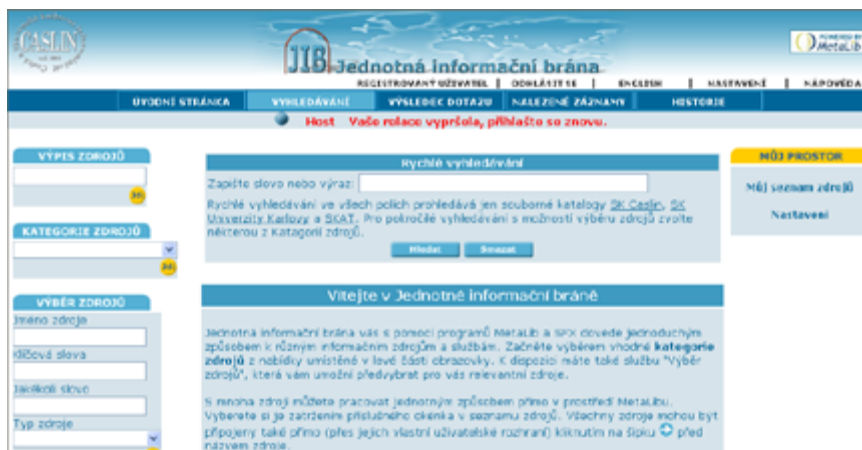 CASLIN
JIB Jednotná informační brána
POWERED BY
MetaLib
REGISTROVANÝ UŽIVATEL | ODHLÁSIT SE | ENGLISH | NASTAVENÍ | NÁPOVĚDA
ÚVODNÍ STRÁNKA VYHLEDÁVÁNÍ VÝSLEDEK DOTAZU NALEZENÉ ZÁZNAMY HISTORIE
Host Vaše relace vypršela, přihlašte se znovu.
VÝPIS ZDROJŮ
KATEGORIE ZDROJŮ
VÝBĚR ZDROJŮ
Jméno zdroje
Klíčová slova
Jakékoli slovo
Typ zdroje
Rychlé vyhledávání
Zapište slovo nebo výraz:
Rychlé vyhledávání ve všech polích prohledává jen souborné katalogy SK Caslin, SK
Univerzity Karlovy a SKAT. Pro pokročilé vyhledávání s možností výběru zdrojů zvolte
některou z Katagorií zdrojů.
Hledat Smazat
Vítejte v Jednotné informační bráně
Jednotná informační brána vás s pomocí programů MetaLib a SFX dovede jednoduchým
způsobem k různým informačním zdrojům a službám. Začněte výběrem vhodné kategorie
zdrojů z nabídky umístěné v levé části obrazovky. K dispozici máte také službu "Výběr
zdrojů", která vám umožní předvybrat pro vás relevantní zdroje.
S mnoha zdroji můžete pracovat jednotným způsobem přímo v prostředí MetaLibu.
Vyberete si je zatržením příslušného okénka v seznamu zdrojů. Všechny zdroje mohou být
připojeny také přímo (přes jejich vlastní uživatelské rozhraní) kliknutím na šipku před
názvem zdroje.
MŮJ PROSTOR
Můj seznam zdrojů
Nastavení